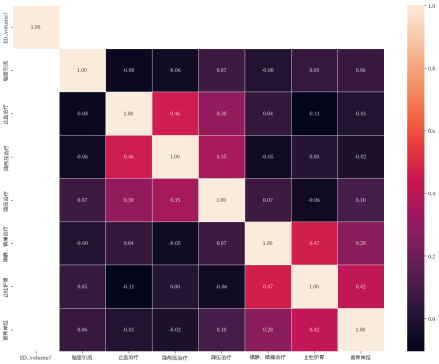 ED_volume7
1.00
1.0
脑室引流
1.00 -0.08 -0.06 0.07 -0.00 0.05 0.06
0.8
止血治疗
-0.08 1.00 0.46 0.30 0.04 -0.11 -0.01
降颅压治疗
-0.06 0.46 1.00 0.35 -0.05 0.00 -0.02
0.6
降压治疗
0.07 0.30 0.35 1.00 0.07 -0.06 0.10
0.4
镇静、镇痛治疗
-0.00 0.04 -0.05 0.07 1.00 0.47 0.28
0.2
止吐护胃
0.05 -0.11 0.00 -0.06 0.47 1.00 0.42
0.0
营养神经
0.06 -0.01 -0.02 0.10 0.28 0.42 1.00
ED_volume7 脑室引流 止血治疗 降颅压治疗 降压治疗 镇静、镇痛治疗 止吐护胃 营养神经